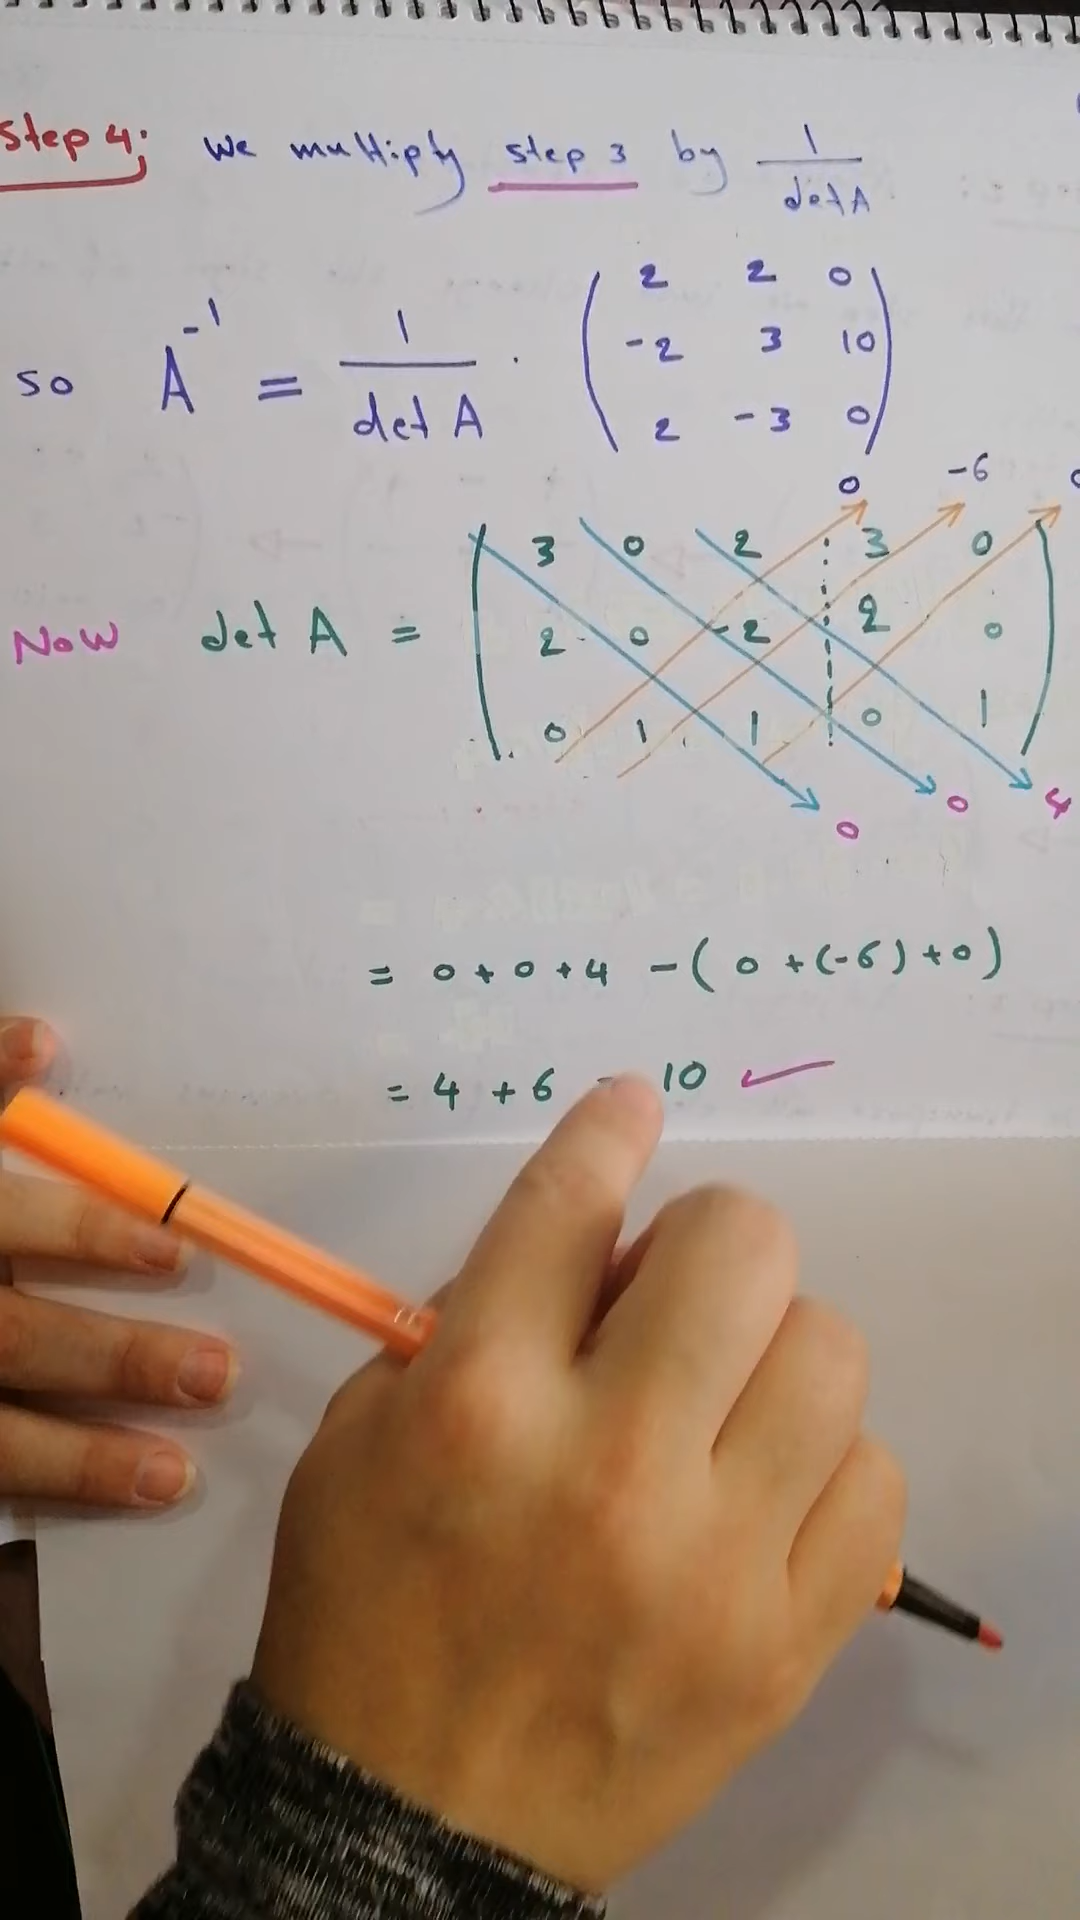 Step 4: We multiply step 3 by 1/det A
2 2 0
so A⁻¹ = 1/det A · -2 3 10
2 -3 0
0 -6
3 0 2 3 0
Now det A = 2 0 -2 2 0
0 1 1 0 1
0 0 4
= 0 + 0 + 4 - ( 0 + (-6) + 0 )
= 4 + 6 = 10 ✓